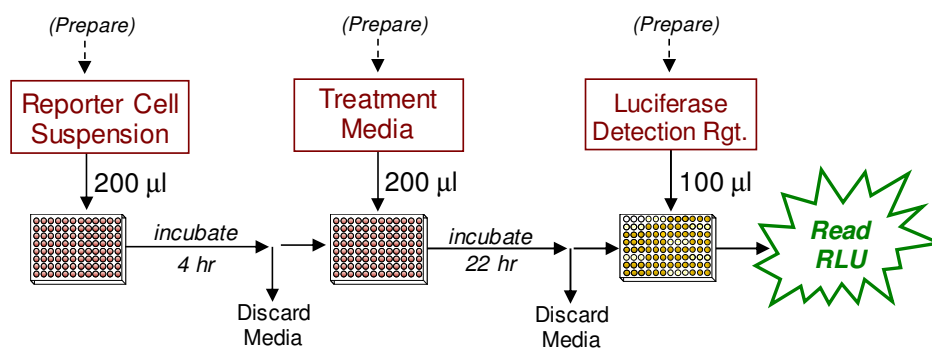 (Prepare)
(Prepare)
(Prepare)
Reporter Cell
Suspension
Treatment
Media
Luciferase
Detection Rgt.
200 µl
200 µl
100 µl
incubate
4 hr
Discard
Media
incubate
22 hr
Discard
Media
Read
RLU